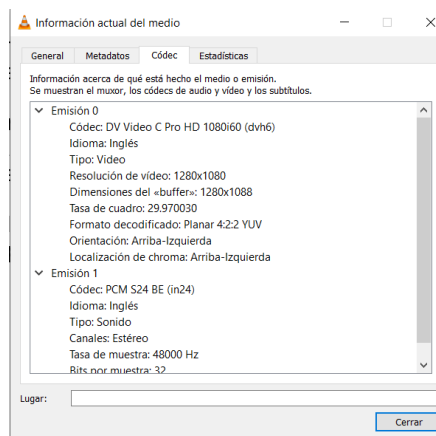 Información actual del medio
General Metadatos Códec Estadísticas
Información acerca de qué está hecho el medio o emisión.
Se muestran el muxor, los códecs de audio y vídeo y los subtítulos.
Emisión 0
Códec: DV Video C Pro HD 1080i60 (dvh6)
Idioma: Inglés
Tipo: Video
Resolución de vídeo: 1280x1080
Dimensiones del «buffer»: 1280x1088
Tasa de cuadro: 29.970030
Formato decodificado: Planar 4:2:2 YUV
Orientación: Arriba-Izquierda
Localización de chroma: Arriba-Izquierda
Emisión 1
Códec: PCM S24 BE (in24)
Idioma: Inglés
Tipo: Sonido
Canales: Estéreo
Tasa de muestra: 48000 Hz
Bits por muestra: 32
Lugar:
Cerrar